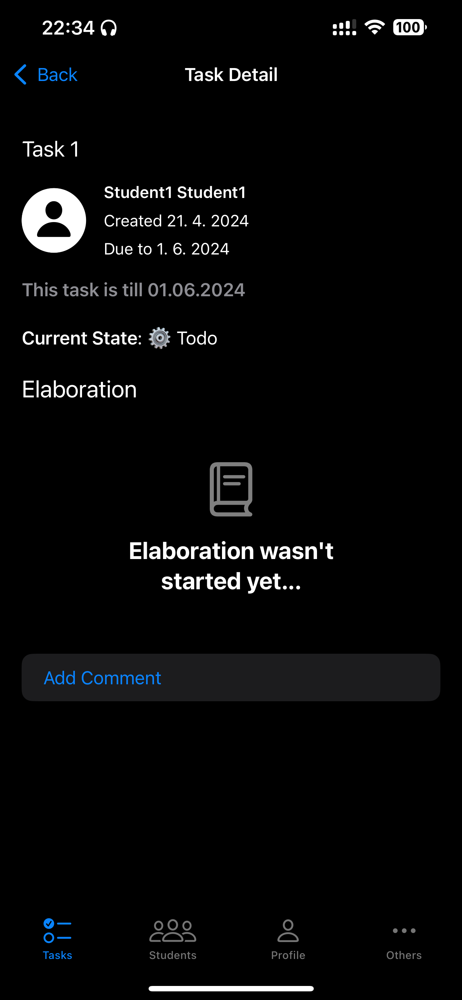 22:34
100
Back
Task Detail
Task 1
Student1 Student1
Created 21. 4. 2024
Due to 1. 6. 2024
This task is till 01.06.2024
Current State: ⚙️ Todo
Elaboration
Elaboration wasn't
started yet...
Add Comment
Tasks
Students
Profile
Others